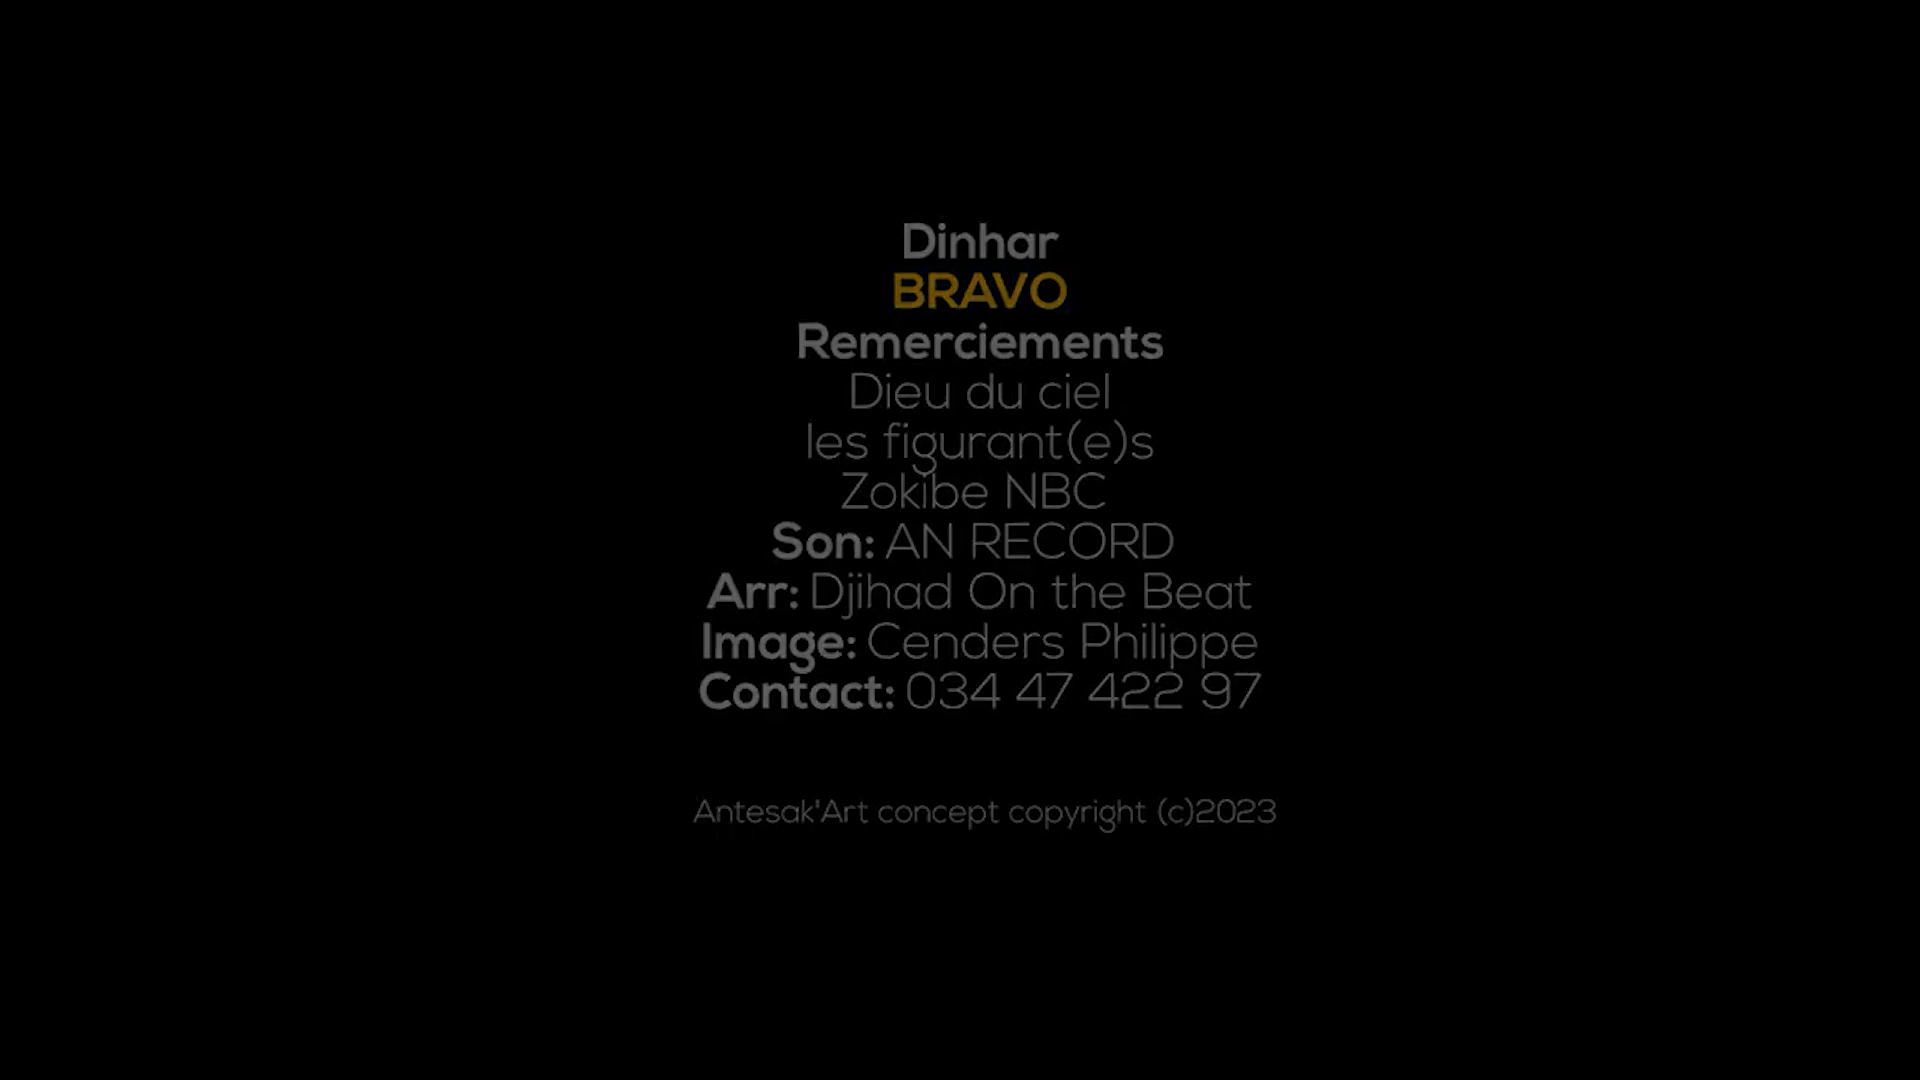 Dinhar
BRAVO
Remerciements
Dieu du ciel
les figurant(e)s
Zokibe NBC
Son: AN RECORD
Arr: Djihad On the Beat
Image: Cenders Philippe
Contact: 034 47 422 97
Antesak'Art concept copyright (c)2023